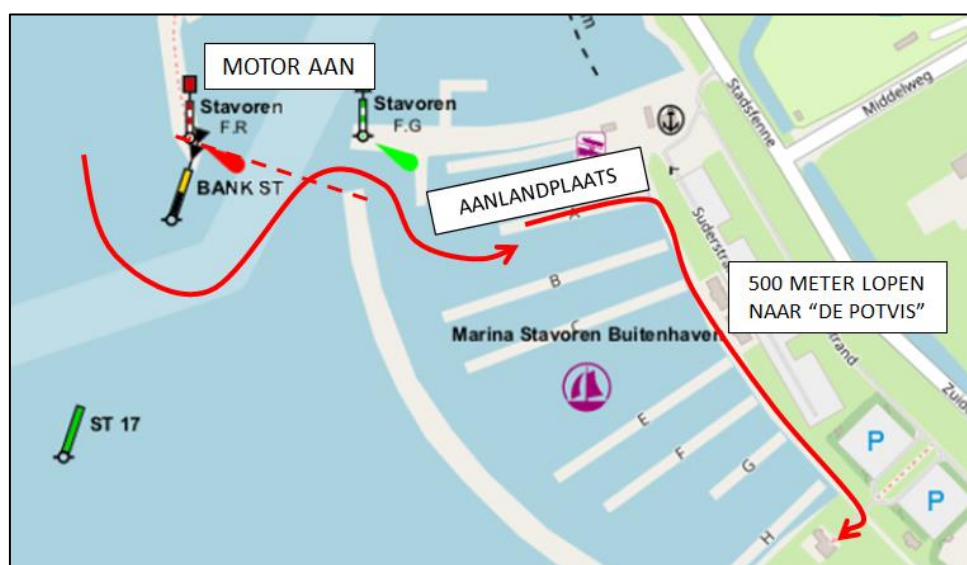 MOTOR AAN
Stavoren
F.R
Stavoren
F.G
BANK ST
AANLANDPLAATS
A
B
C
Marina Stavoren Buitenhaven
E
F
G
H
ST 17
Stadsfenne
Middelweg
Suderstrand
strand
Zuid
500 METER LOPEN
NAAR “DE POTVIS”
P
P